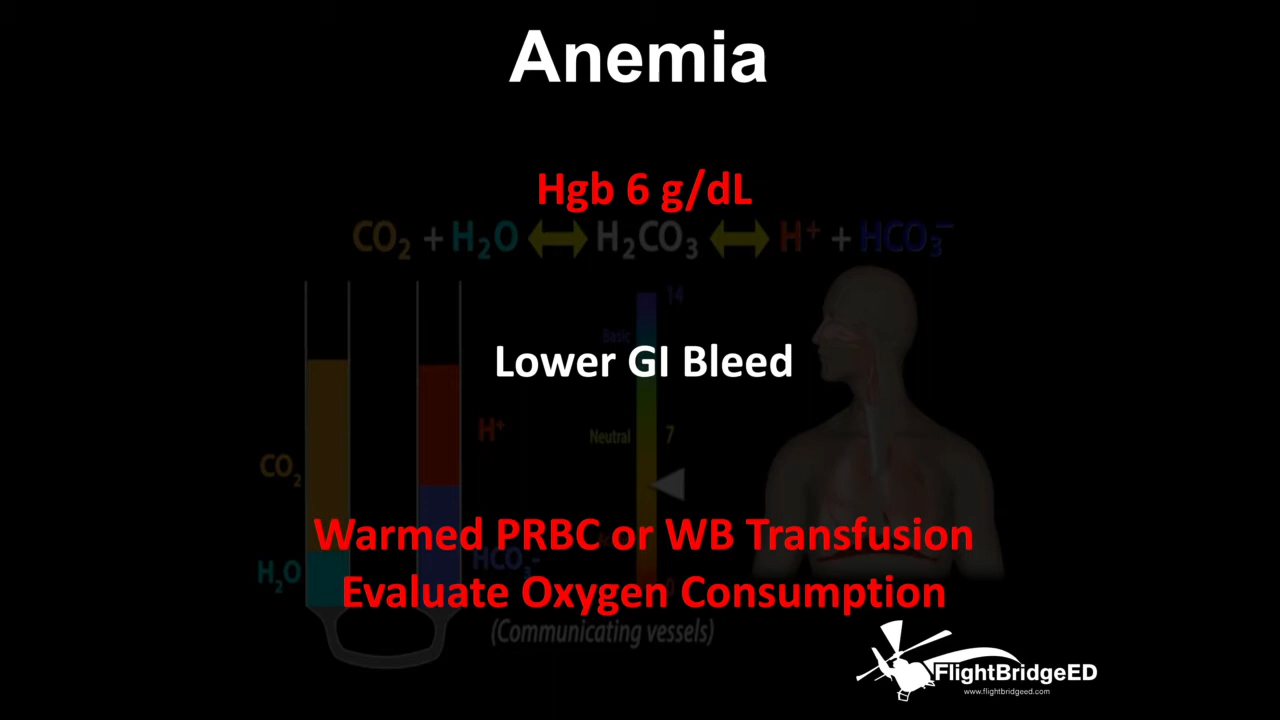 Anemia
Hgb 6 g/dL
CO₂ + H₂O ⟷ H₂CO₃ ⟷ H⁺ + HCO₃⁻
14
Basic
Lower GI Bleed
H⁺
Neutral 7
CO₂
Warmed PRBC or WB Transfusion
HCO₃⁻
H₂O
Evaluate Oxygen Consumption
(Communicating vessels)
FlightBridgeED
www.flightbridgeed.com